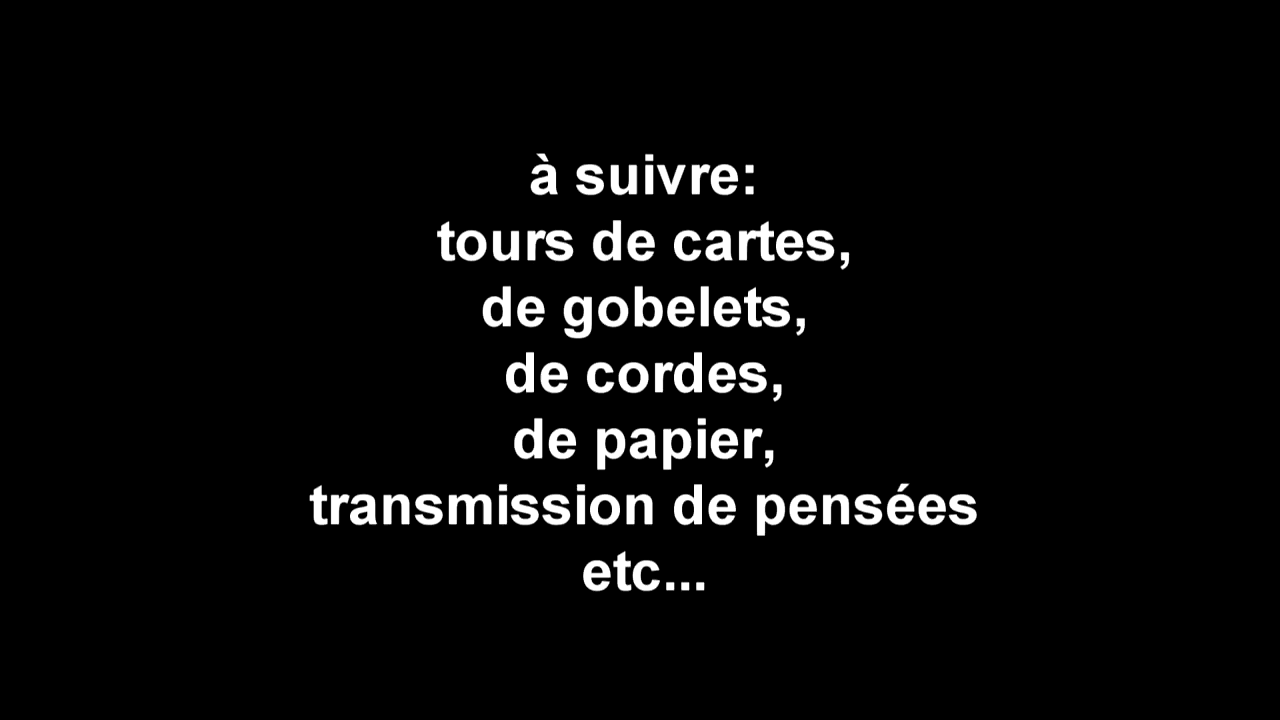 à suivre:
tours de cartes,
de gobelets,
de cordes,
de papier,
transmission de pensées
etc...